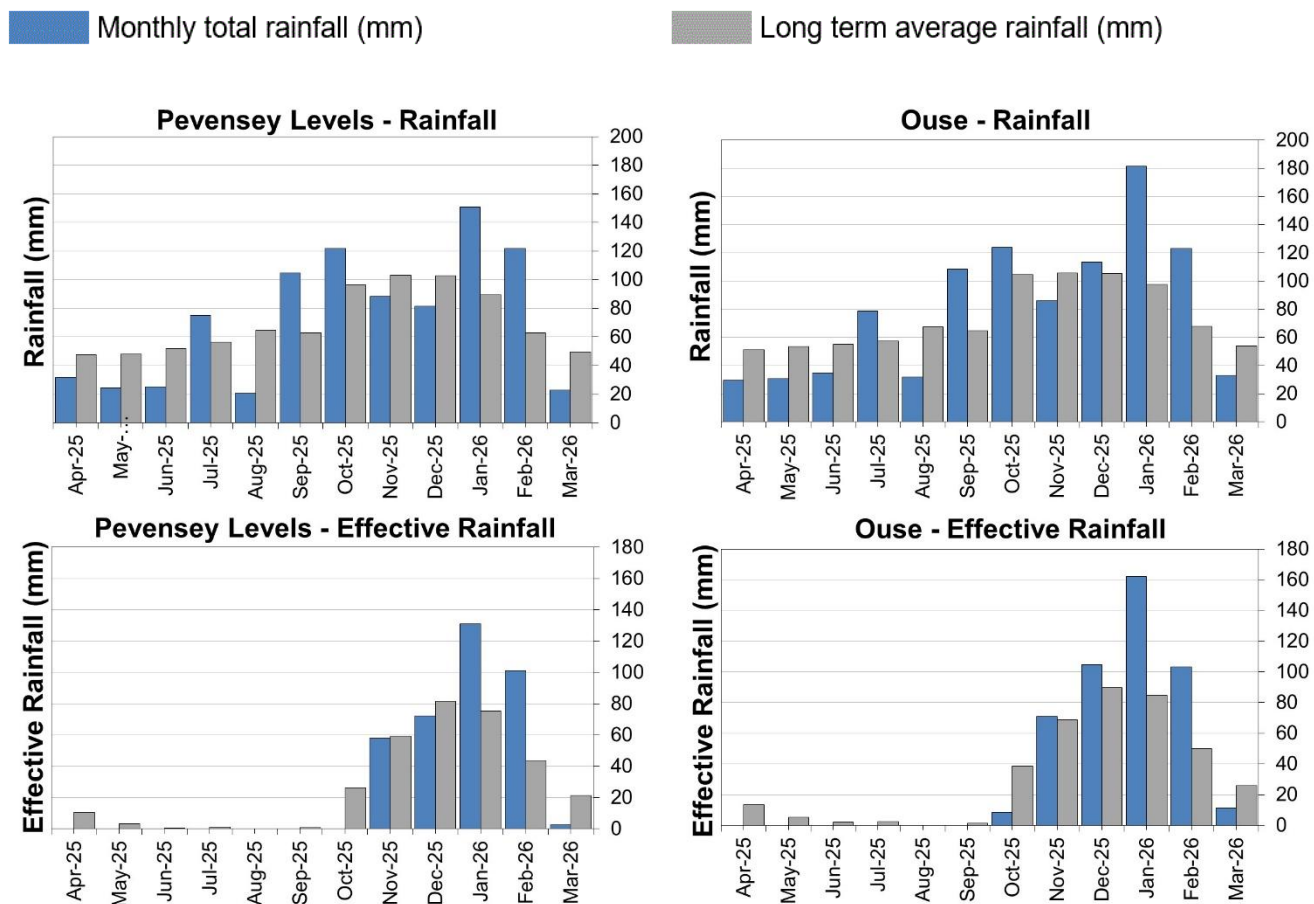 Monthly total rainfall (mm)
Long term average rainfall (mm)
Pevensey Levels - Rainfall
Rainfall (mm)
200
180
160
140
120
100
80
60
40
20
0
Apr-25
May-...
Jun-25
Jul-25
Aug-25
Sep-25
Oct-25
Nov-25
Dec-25
Jan-26
Feb-26
Mar-26
Ouse - Rainfall
Rainfall (mm)
200
180
160
140
120
100
80
60
40
20
0
Apr-25
May-25
Jun-25
Jul-25
Aug-25
Sep-25
Oct-25
Nov-25
Dec-25
Jan-26
Feb-26
Mar-26
Pevensey Levels - Effective Rainfall
Effective Rainfall (mm)
180
160
140
120
100
80
60
40
20
0
Apr-25
May-25
Jun-25
Jul-25
Aug-25
Sep-25
Oct-25
Nov-25
Dec-25
Jan-26
Feb-26
Mar-26
Ouse - Effective Rainfall
Effective Rainfall (mm)
180
160
140
120
100
80
60
40
20
0
Apr-25
May-25
Jun-25
Jul-25
Aug-25
Sep-25
Oct-25
Nov-25
Dec-25
Jan-26
Feb-26
Mar-26